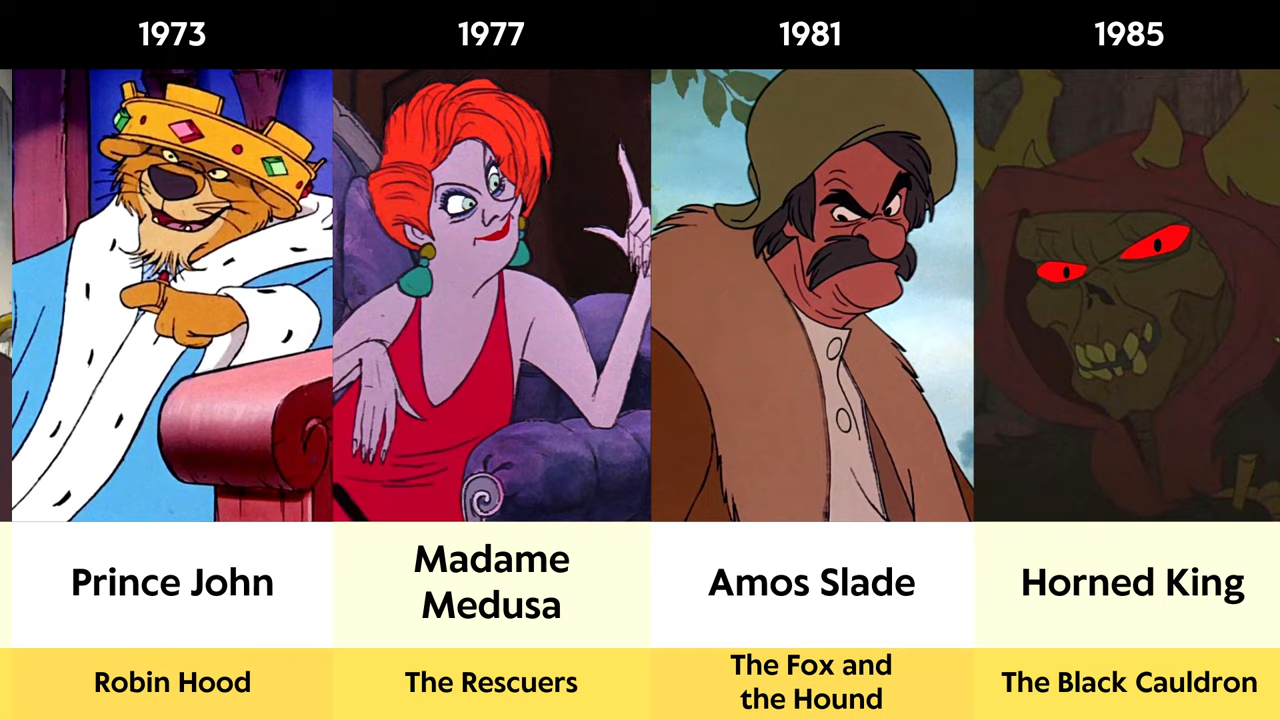 1973
1977
1981
1985
Prince John
Madame
Medusa
Amos Slade
Horned King
Robin Hood
The Rescuers
The Fox and
the Hound
The Black Cauldron